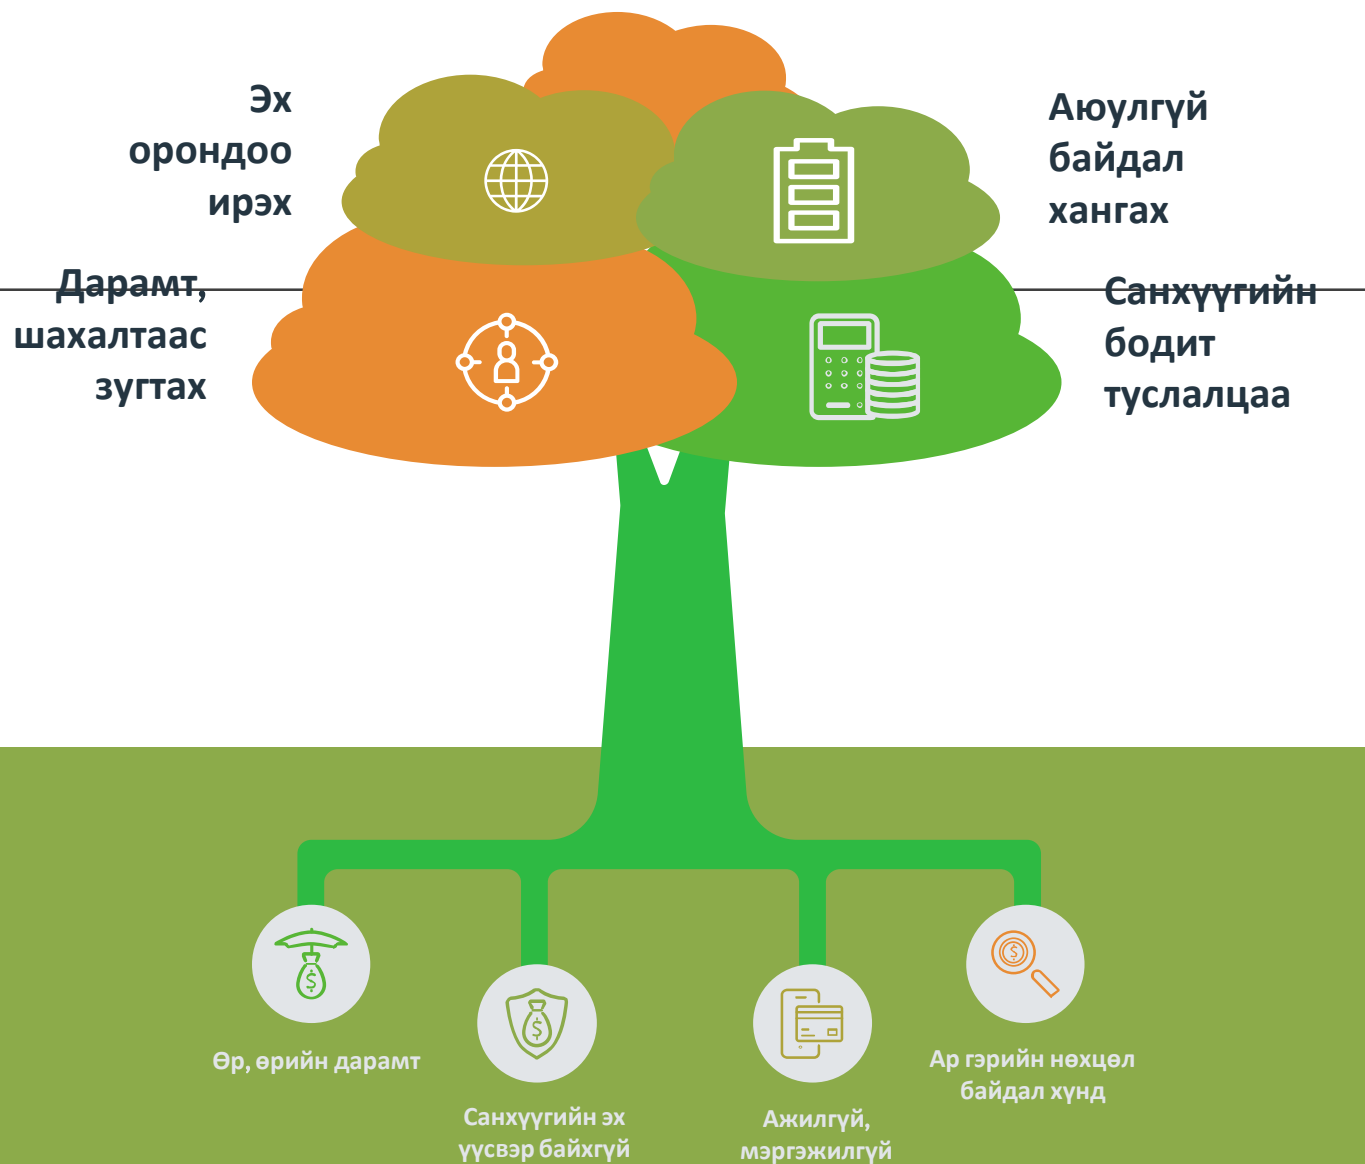 Эх
орондоо
ирэх
Аюулгүй
байдал
хангах
Дарамт,
шахалтаас
зугтах
Санхүүгийн
бодит
туслалцаа
Өр, өрийн дарамт
Санхүүгийн эх
үүсвэр байхгүй
Ажилгүй,
мэргэжилгүй
Ар гэрийн нөхцөл
байдал хүнд